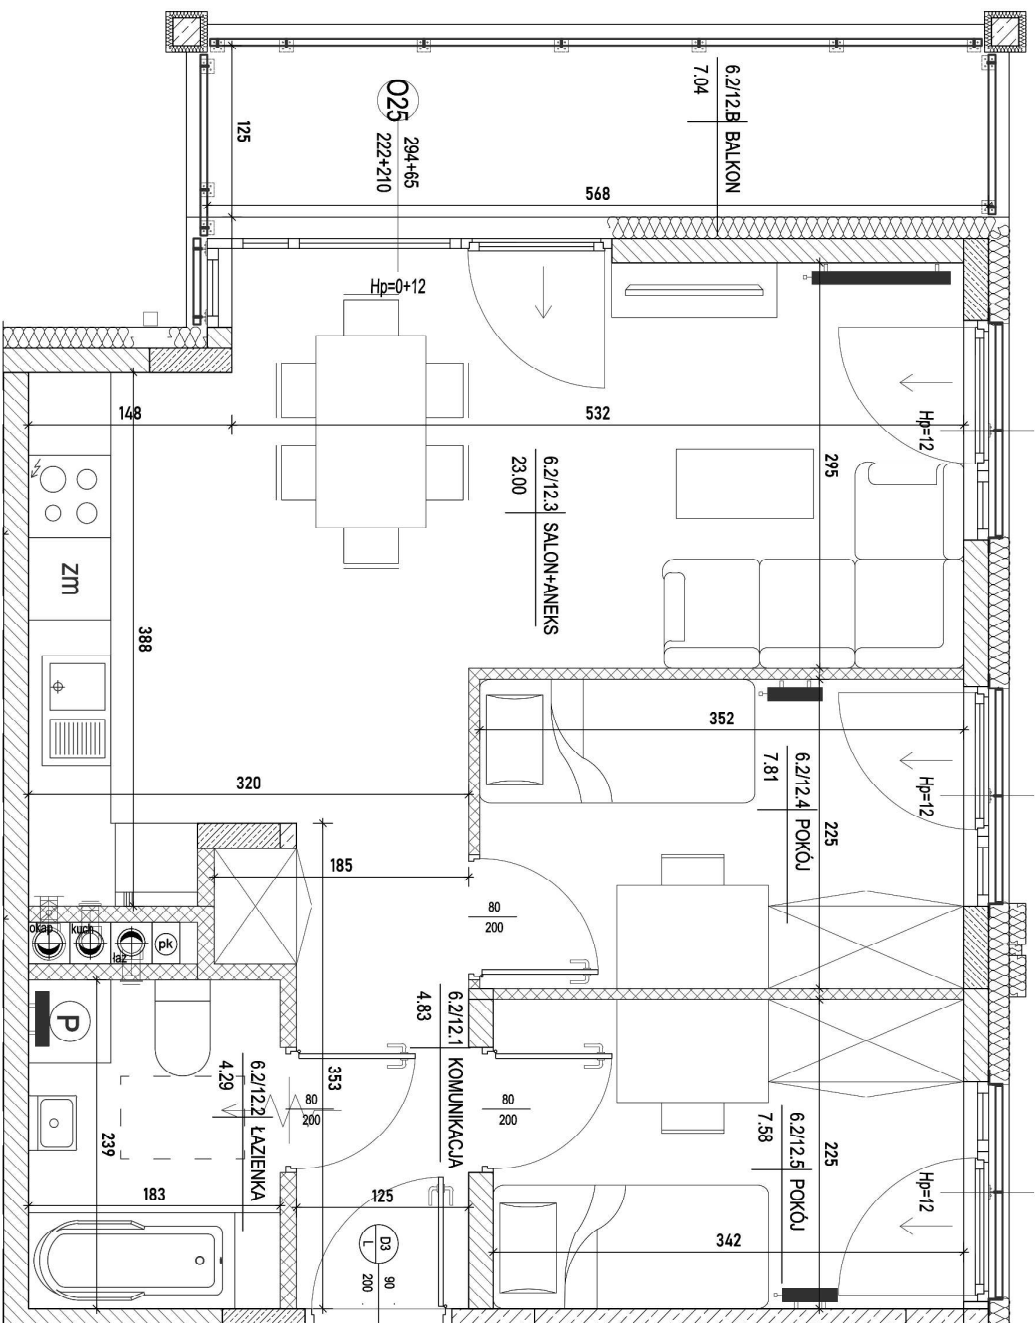 6.2/12.B BALKON
7.04
O25
294+65
222+210
125
568
Hp=0+12
148
532
Hp=12
295
6.2/12.3 SALON+ANEKS
23.00
zm
388
352
320
6.2/12.4 POKÓJ
7.81
225
Hp=12
185
80
200
okap
kuch
łaz
pk
P
6.2/12.1 KOMUNIKACJA
4.83
6.2/12.2 ŁAZIENKA
4.29
353
80
200
80
200
6.2/12.5 POKÓJ
7.58
225
Hp=12
239
183
125
342
D3
L
90
200